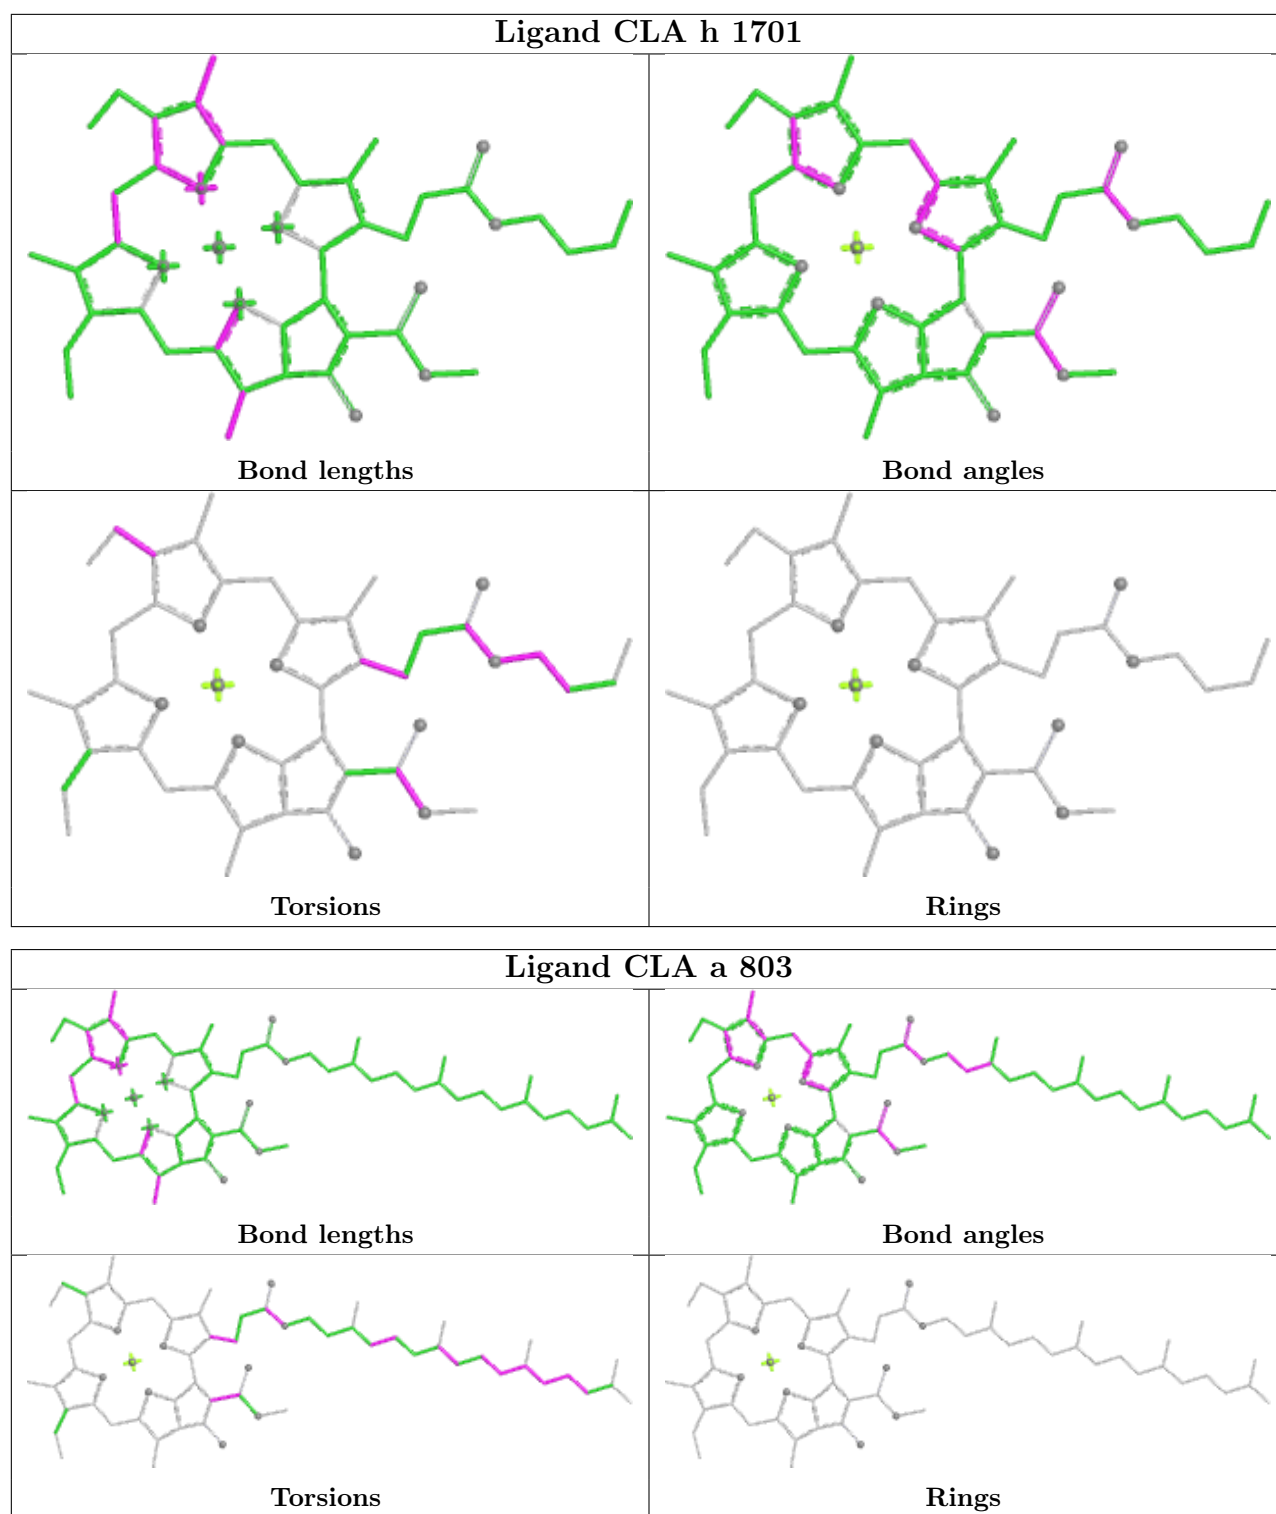 Ligand CLA h 1701
Bond lengths
Bond angles
Torsions
Rings
Ligand CLA a 803
Bond lengths
Bond angles
Torsions
Rings